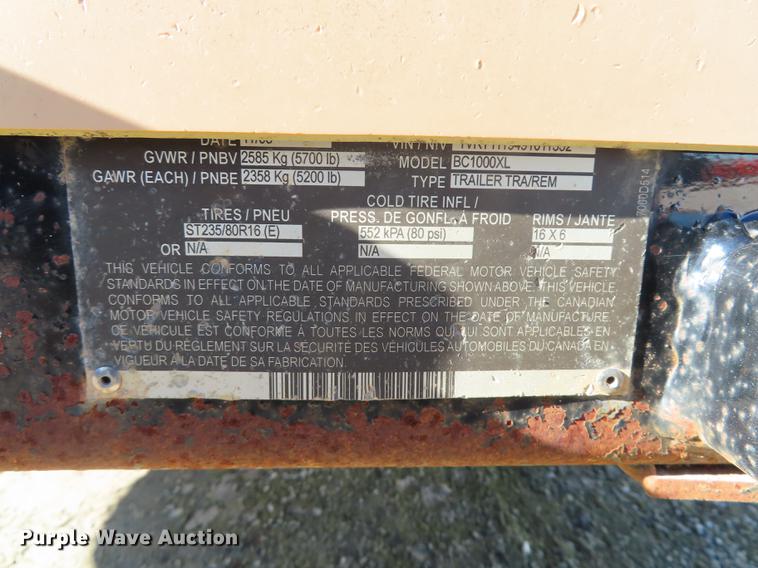 DATE
VIN/NIV
GVWR / PNBV 2585 Kg (5700 lb) MODEL BC1000XL
GAWR (EACH) / PNBE 2358 Kg (5200 lb) TYPE TRAILER TRA/REM
COLD TIRE INFL /
TIRES / PNEU PRESS. DE GONFL. À FROID RIMS / JANTE
ST235/80R16 (E) 552 kPA (80 psi) 16 X 6
OR N/A N/A N/A
THIS VEHICLE CONFORMS TO ALL APPLICABLE FEDERAL MOTOR VEHICLE SAFETY
STANDARDS IN EFFECT ON THE DATE OF MANUFACTURING SHOWN ABOVE. THIS VEHICLE
CONFORMS TO ALL APPLICABLE STANDARDS PRESCRIBED UNDER THE CANADIAN
MOTOR VEHICLE SAFETY REGULATIONS IN EFFECT ON THE DATE OF MANUFACTURE
CE VÉHICULE EST CONFORME À TOUTES LES NORMS QUI LUI SONT APPLICABLES EN
VERTU DU RÈGLEMENT SUR LA SÉCURITÉ DES VÉHICULES AUTOMOBILES DU CANADA EN
VIGUEUR À LA DATE DE SA FABRICATION.
Purple Wave Auction